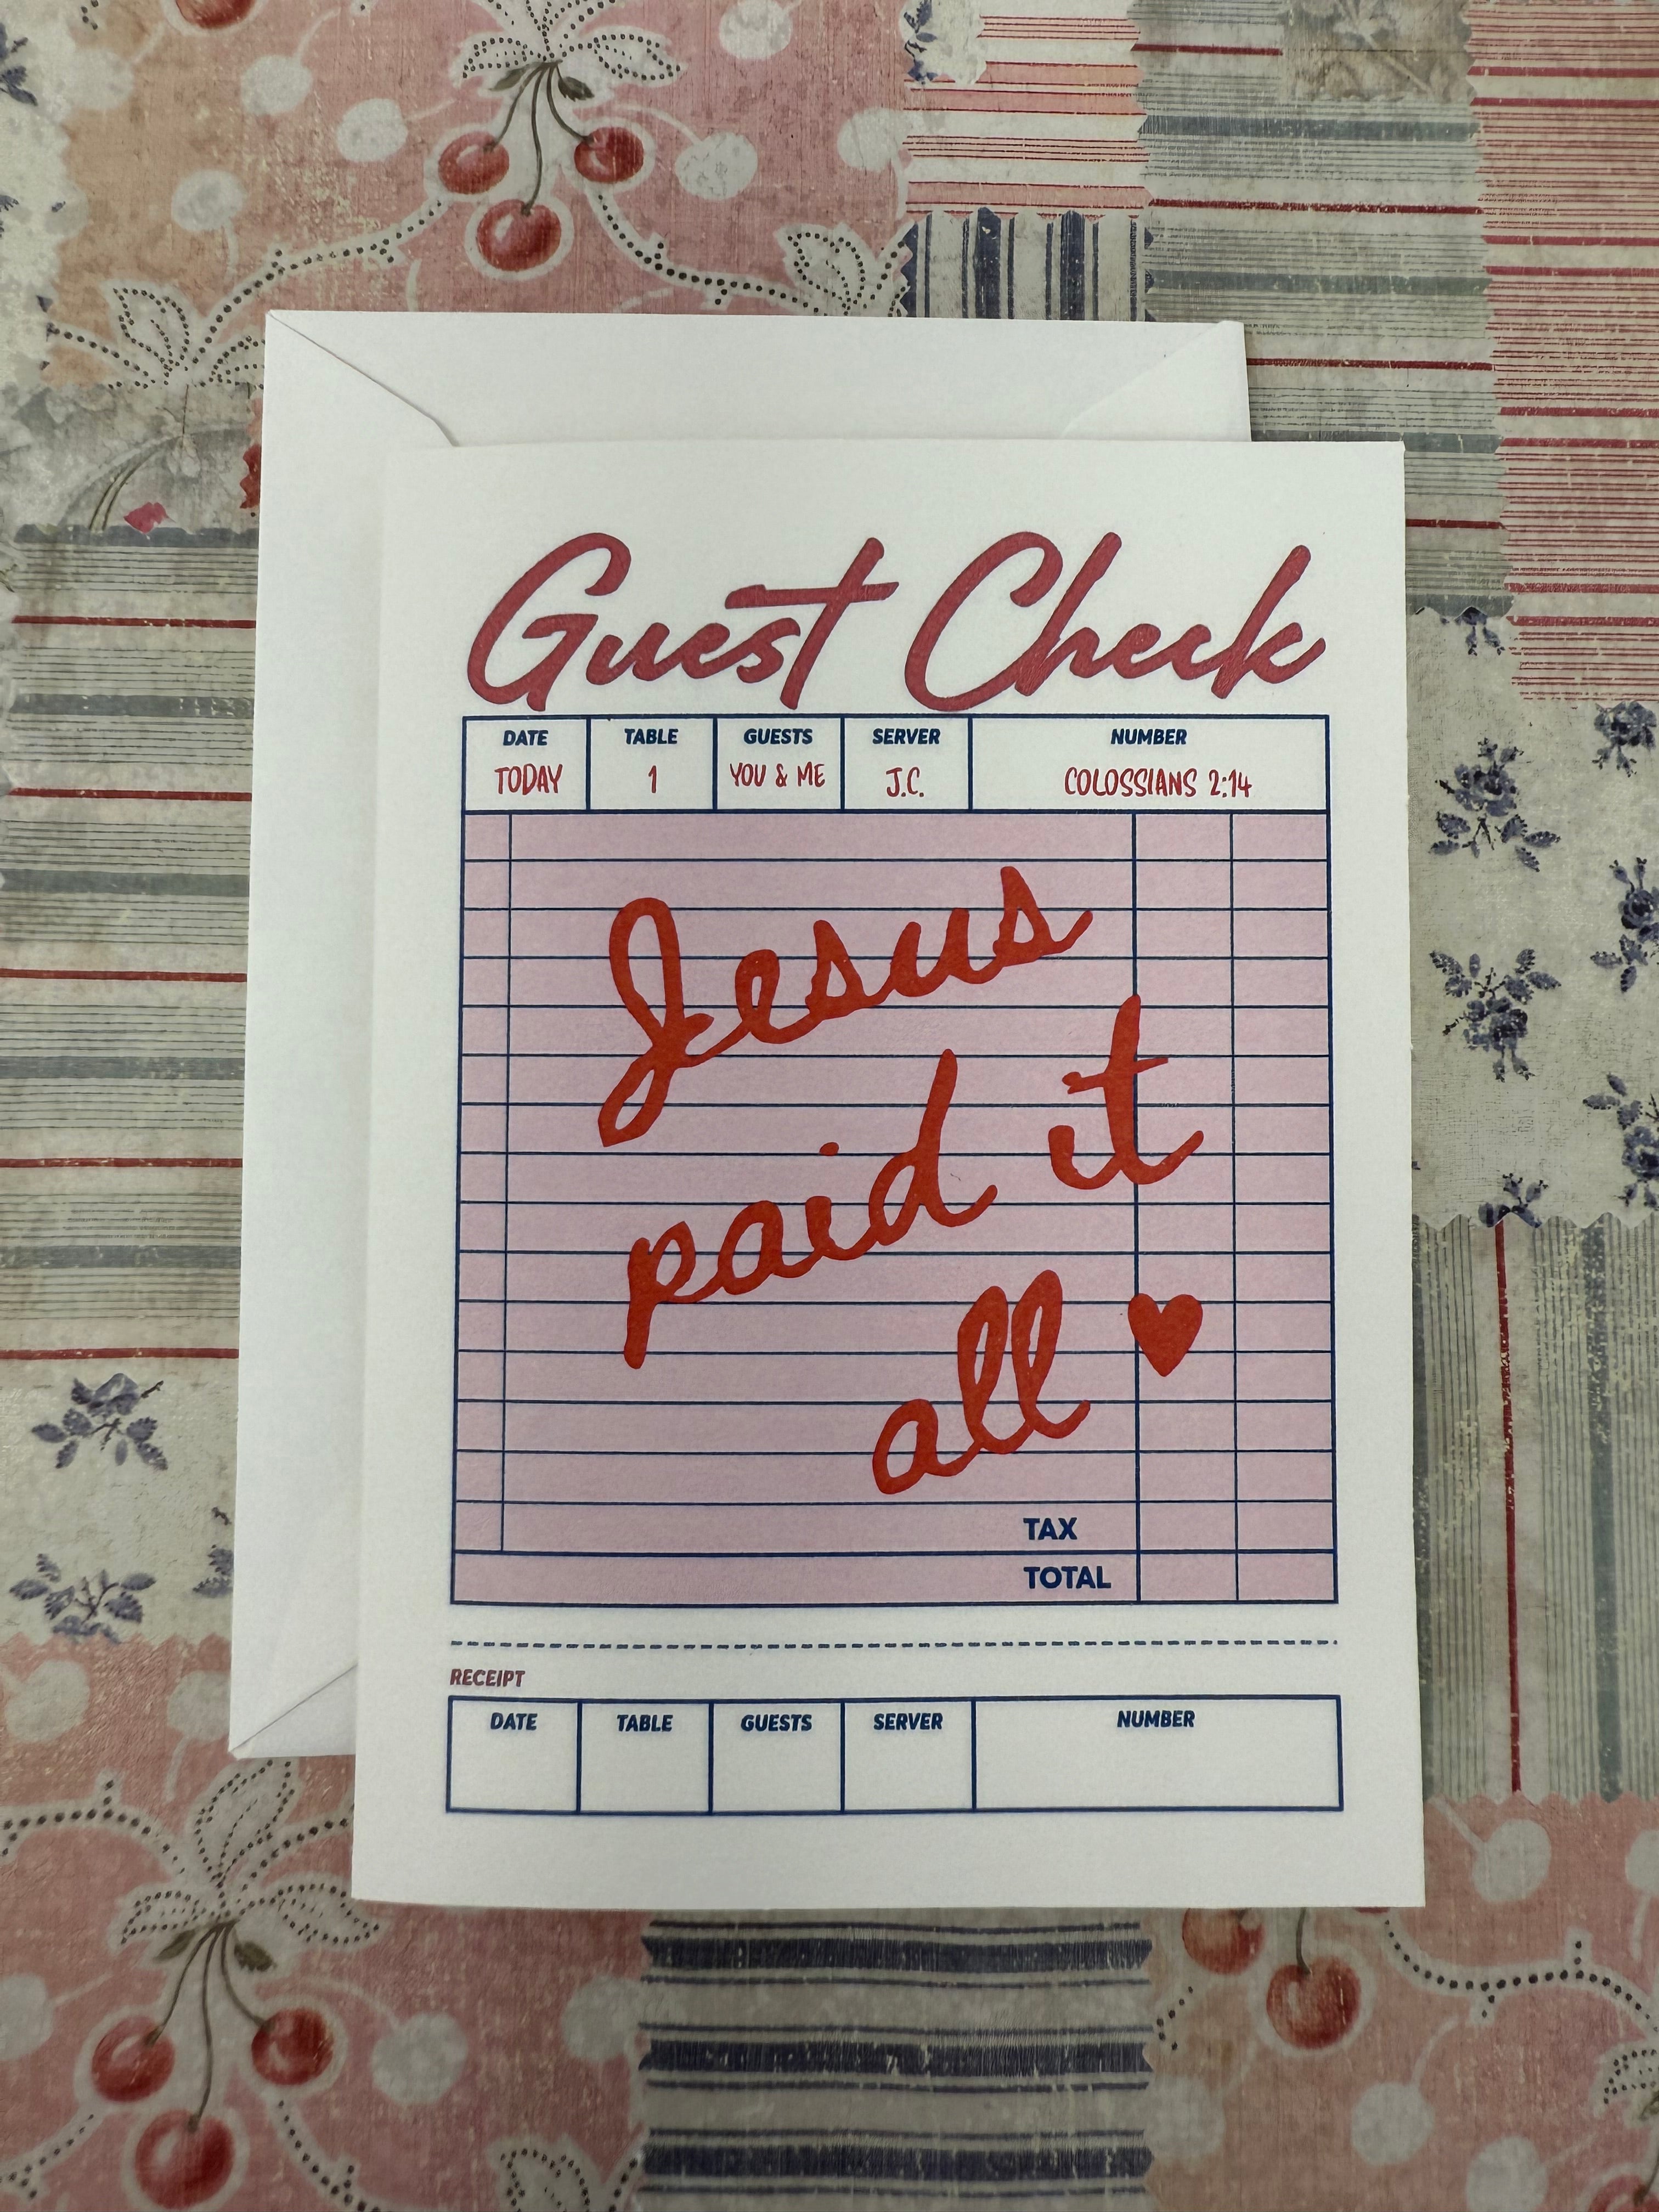 Guest Check
DATE TABLE GUESTS SERVER NUMBER
TODAY 1 YOU & ME J.C. COLOSSIANS 2:14
Jesus
paid it
all
TAX
TOTAL
RECEIPT
DATE TABLE GUESTS SERVER NUMBER